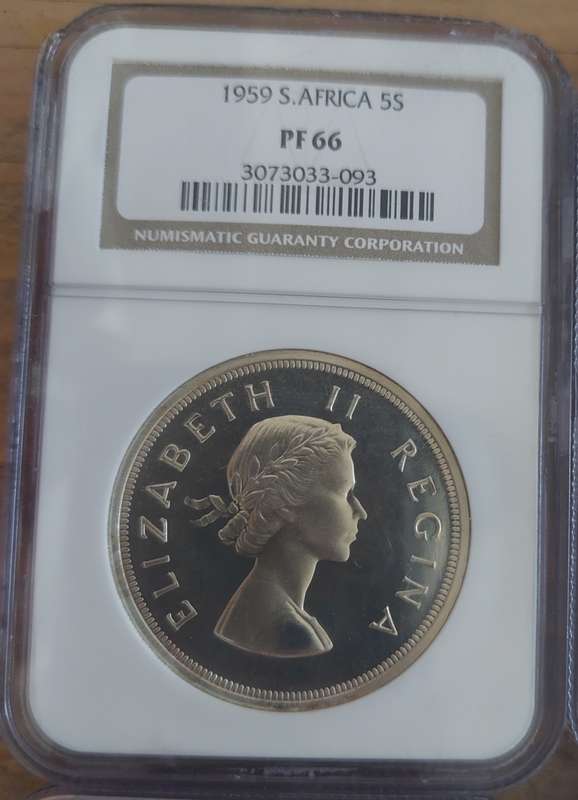 1959 S.AFRICA 5S
PF 66
3073033-093
NUMISMATIC GUARANTY CORPORATION
ELIZABETH II REGINA